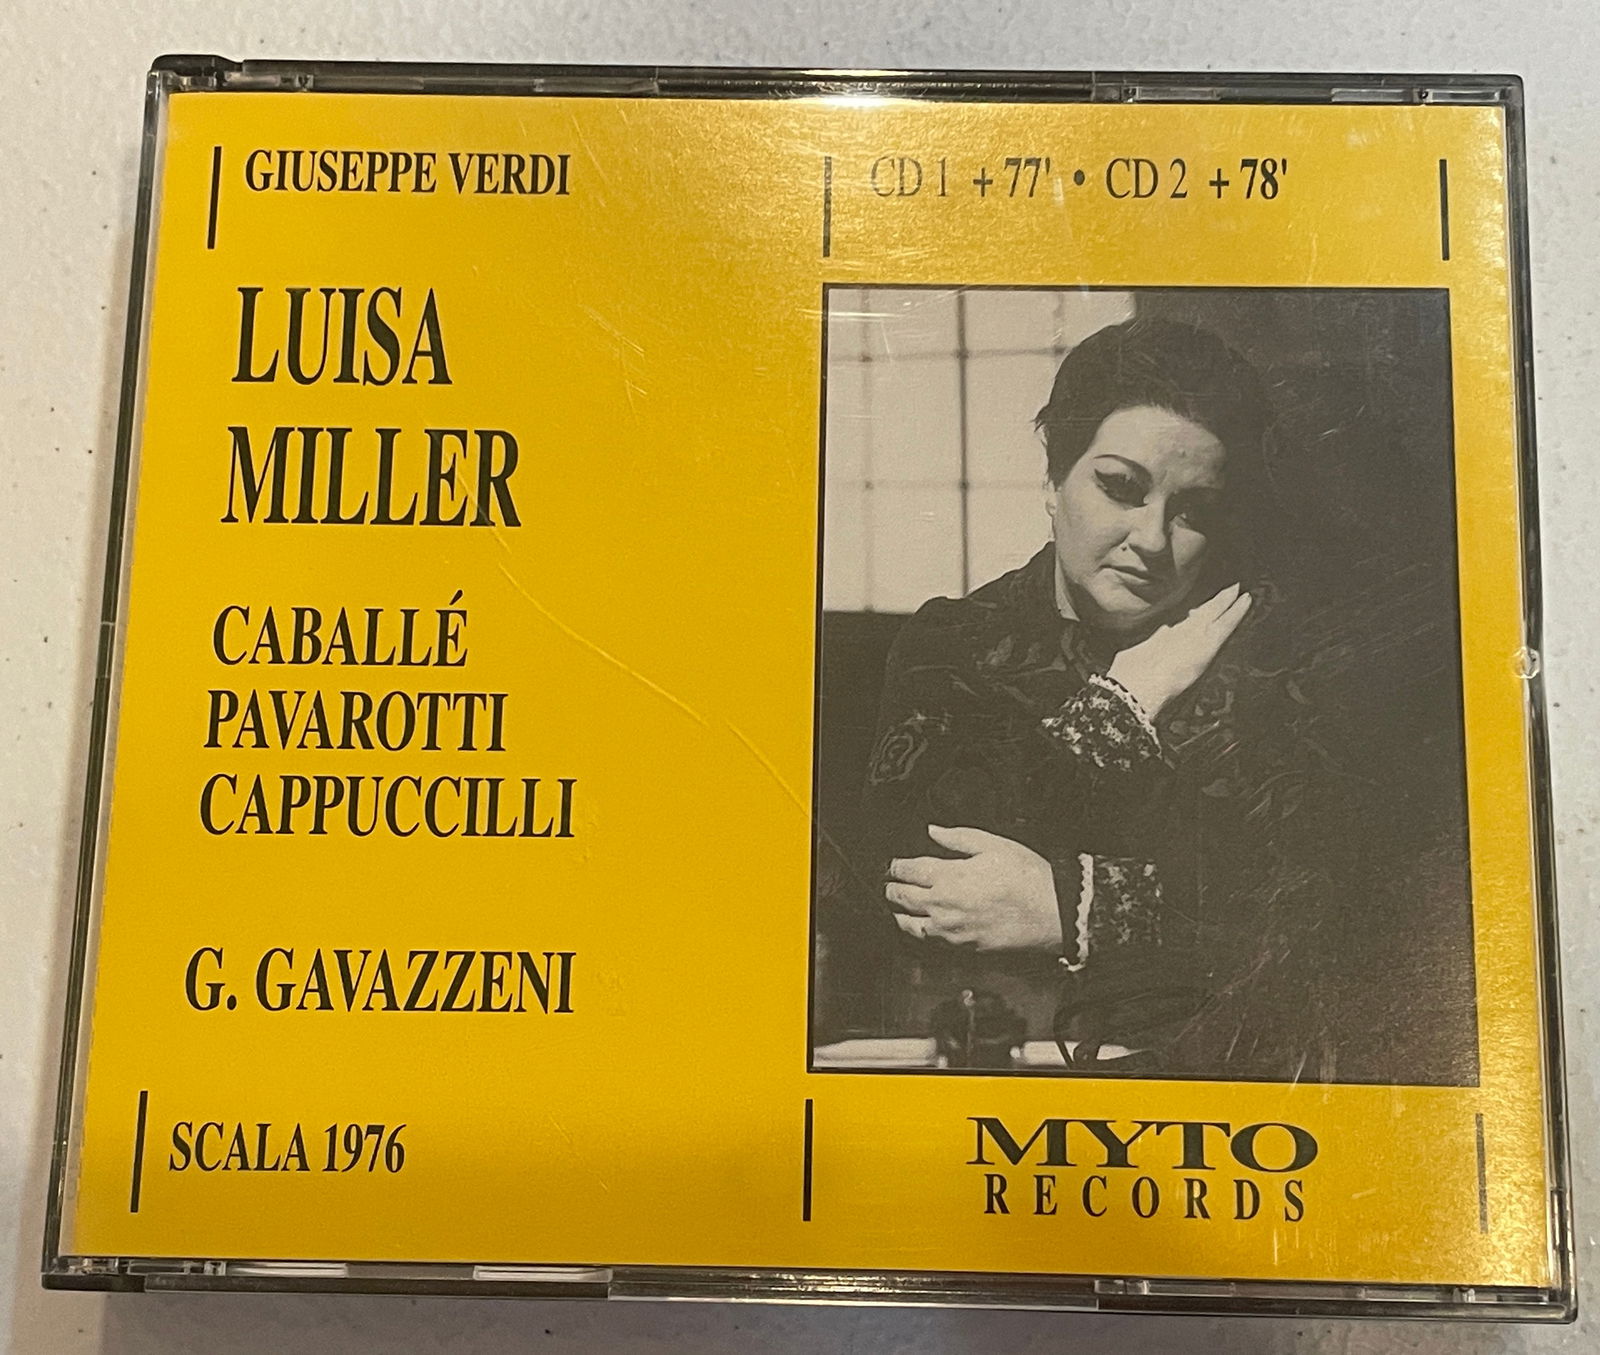 GIUSEPPE VERDI
CD 1 + 77' • CD 2 + 78'
LUISA
MILLER
CABALLÉ
PAVAROTTI
CAPPUCCILLI
G. GAVAZZENI
SCALA 1976
MYTO
RECORDS